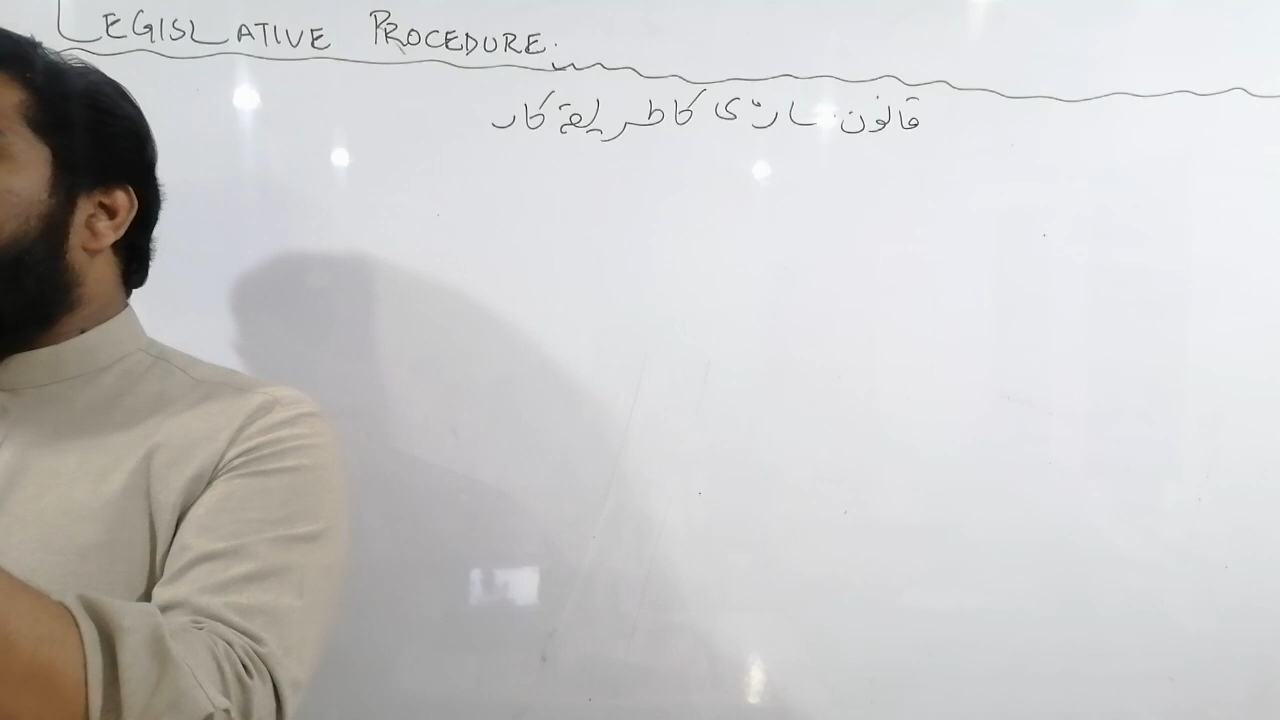 LEGISLATIVE PROCEDURE.
قانون سازی کا طریقہ کار